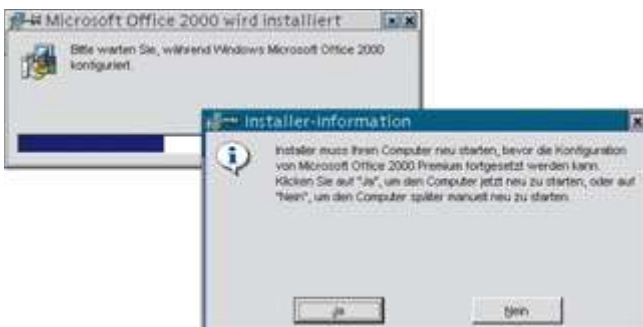 Microsoft Office 2000 wird installiert
Bitte warten Sie, während Windows Microsoft Office 2000
konfiguriert.
Installer-Information
Installer muss Ihren Computer neu starten, bevor die Konfiguration
von Microsoft Office 2000 Premium fortgesetzt werden kann.
Klicken Sie auf "Ja", um den Computer jetzt neu zu starten, oder auf
"Nein", um den Computer später manuell neu zu starten.
Ja
Nein